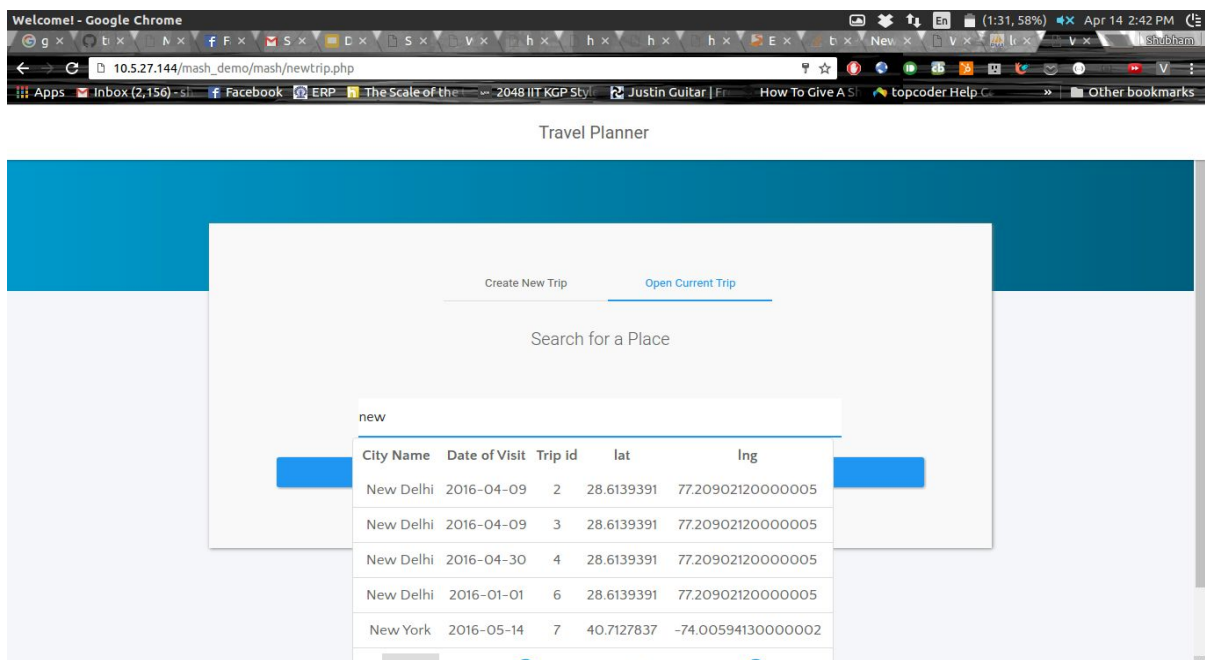 Welcome! - Google Chrome
En (1:31, 58%) Apr 14 2:42 PM
New
Shubham
10.5.27.144/mash_demo/mash/newtrip.php
Apps Inbox (2,156) - sh Facebook ERP The Scale of the 2048 IIT KGP Styl Justin Guitar | Fr How To Give A Sh topcoder Help C » Other bookmarks
Travel Planner
Create New Trip Open Current Trip
Search for a Place
new
City Name Date of Visit Trip id lat lng
New Delhi 2016-04-09 2 28.6139391 77.20902120000005
New Delhi 2016-04-09 3 28.6139391 77.20902120000005
New Delhi 2016-04-30 4 28.6139391 77.20902120000005
New Delhi 2016-01-01 6 28.6139391 77.20902120000005
New York 2016-05-14 7 40.7127837 -74.00594130000002